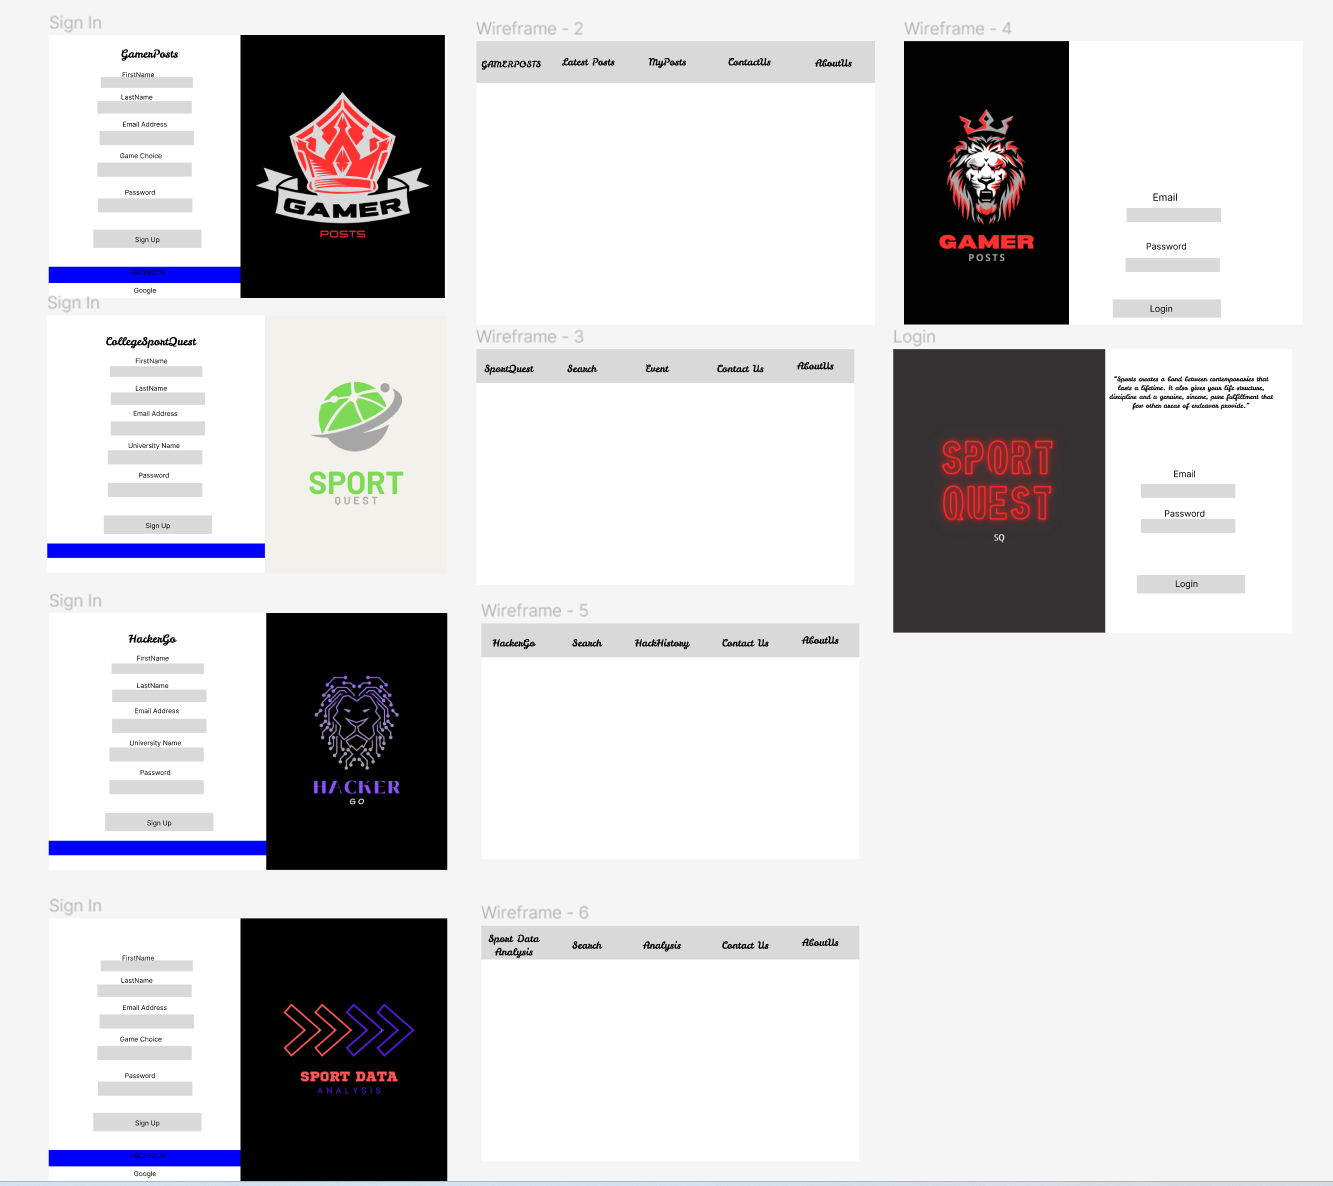 Sign In
GamerPosts
FirstName
LastName
Email Address
Game Choice
Password
Sign Up
FACEBOOK
Google
GAMER
POSTS
Wireframe - 2
GAMERPOSTS Latest Posts MyPosts ContactUs AboutUs
Wireframe - 4
GAMER
POSTS
Email
Password
Login
Sign In
CollegeSportQuest
FirstName
LastName
Email Address
University Name
Password
Sign Up
SPORT
QUEST
Wireframe - 3
SportQuest Search Event Contact Us AboutUs
Login
SPORT
QUEST
SQ
"Sports creates a bond between contemporaries that
lasts a lifetime. It also gives your life structure,
discipline and a genuine, sincere, pure fulfillment that
few other areas of endeavor provide."
Email
Password
Login
Sign In
HackerGo
FirstName
LastName
Email Address
University Name
Password
Sign Up
HACKER
GO
Wireframe - 5
HackerGo Search HackHistory Contact Us AboutUs
Sign In
FirstName
LastName
Email Address
Game Choice
Password
Sign Up
Google
SPORT DATA
ANALYSIS
Wireframe - 6
Sport Data
Analysis Search Analysis Contact Us AboutUs